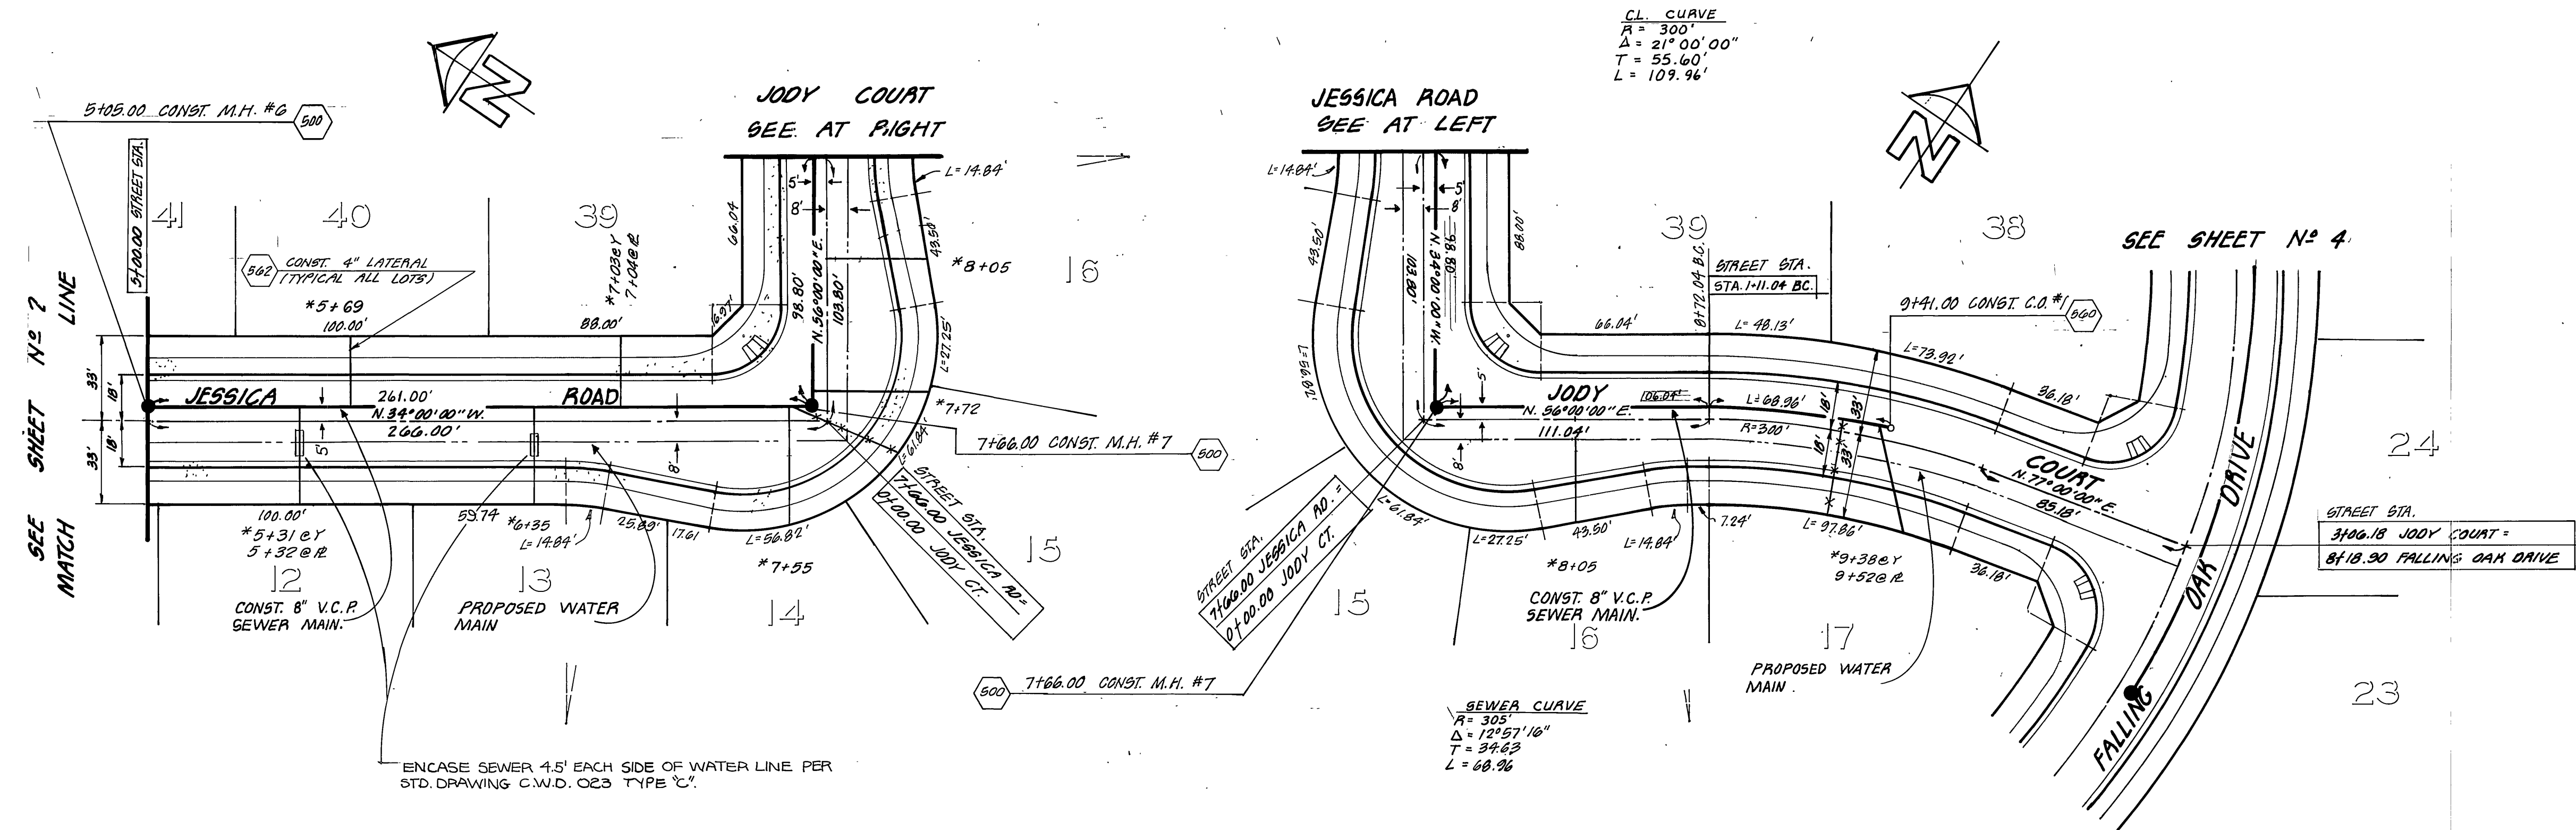 C.L. CURVE
R= 300'
Δ= 21° 00' 00"
T = 55.60'
L = 109.96'
5+05.00 CONST. M.H. #6
500
5+00.00 STREET STA.
N
JODY COURT
SEE AT RIGHT
SEE SHEET Nº 2
MATCH LINE
41
40
39
562
CONST. 4" LATERAL
(TYPICAL ALL LOTS)
*5+69
100.00'
*7+03@Y
7+04@PL
88.00'
16.97'
66.04
5'
8'
98.80'
N. 56°00'00" E.
103.80'
L=14.84'
43.50'
*8+05
16
L=27.25'
*7+72
33'
18'
18'
33'
JESSICA ROAD
261.00'
N. 34°00'00" W.
266.00'
5'
8'
7+66.00 CONST. M.H. #7
500
L=61.84'
STREET STA.
7+66.00 JESSICA RD=
0+00.00 JODY CT.
15
100.00'
*5+31 @Y
5+32@PL
12
59.74
*6+35
L=14.84'
13
25.89'
17.61
L=56.82'
*7+55
14
CONST. 8" V.C.P.
SEWER MAIN.
PROPOSED WATER
MAIN
ENCASE SEWER 4.5' EACH SIDE OF WATER LINE PER
STD. DRAWING C.W.D. 023 TYPE "C".
JESSICA ROAD
SEE AT LEFT
N
L=14.84'
43.50'
L=56.82'
5'
8'
N. 34°00'00" W.
98.80
103.80'
88.00'
39
38
8+72.04 B.C.
STREET STA.
STA. 1+11.04 BC.
9+41.00 CONST. C.O. #1
560
66.04'
L= 48.13'
L=73.92'
36.18'
SEE SHEET Nº 4
JODY
106.04'
N. 56°00'00" E.
111.04'
L=68.96'
R=300'
5'
8'
18'
33'
18'
33'
COURT
N.77°00'00" E.
85.18'
FALLING OAK DRIVE
24
STREET STA.
3+06.18 JODY COURT =
8+18.90 FALLING OAK DRIVE
23
STREET STA.
7+66.00 JESSICA RD. =
0+00.00 JODY CT.
L=61.84'
15
L=27.25'
43.50'
L=14.84'
7.24'
L=97.86'
36.18'
*8+05
*9+38@Y
9+52@PL
CONST. 8" V.C.P.
SEWER MAIN.
16
17
PROPOSED WATER
MAIN.
500
7+66.00 CONST. M.H. #7
SEWER CURVE
R= 305'
Δ = 12°57'16"
T = 34.63
L = 68.96